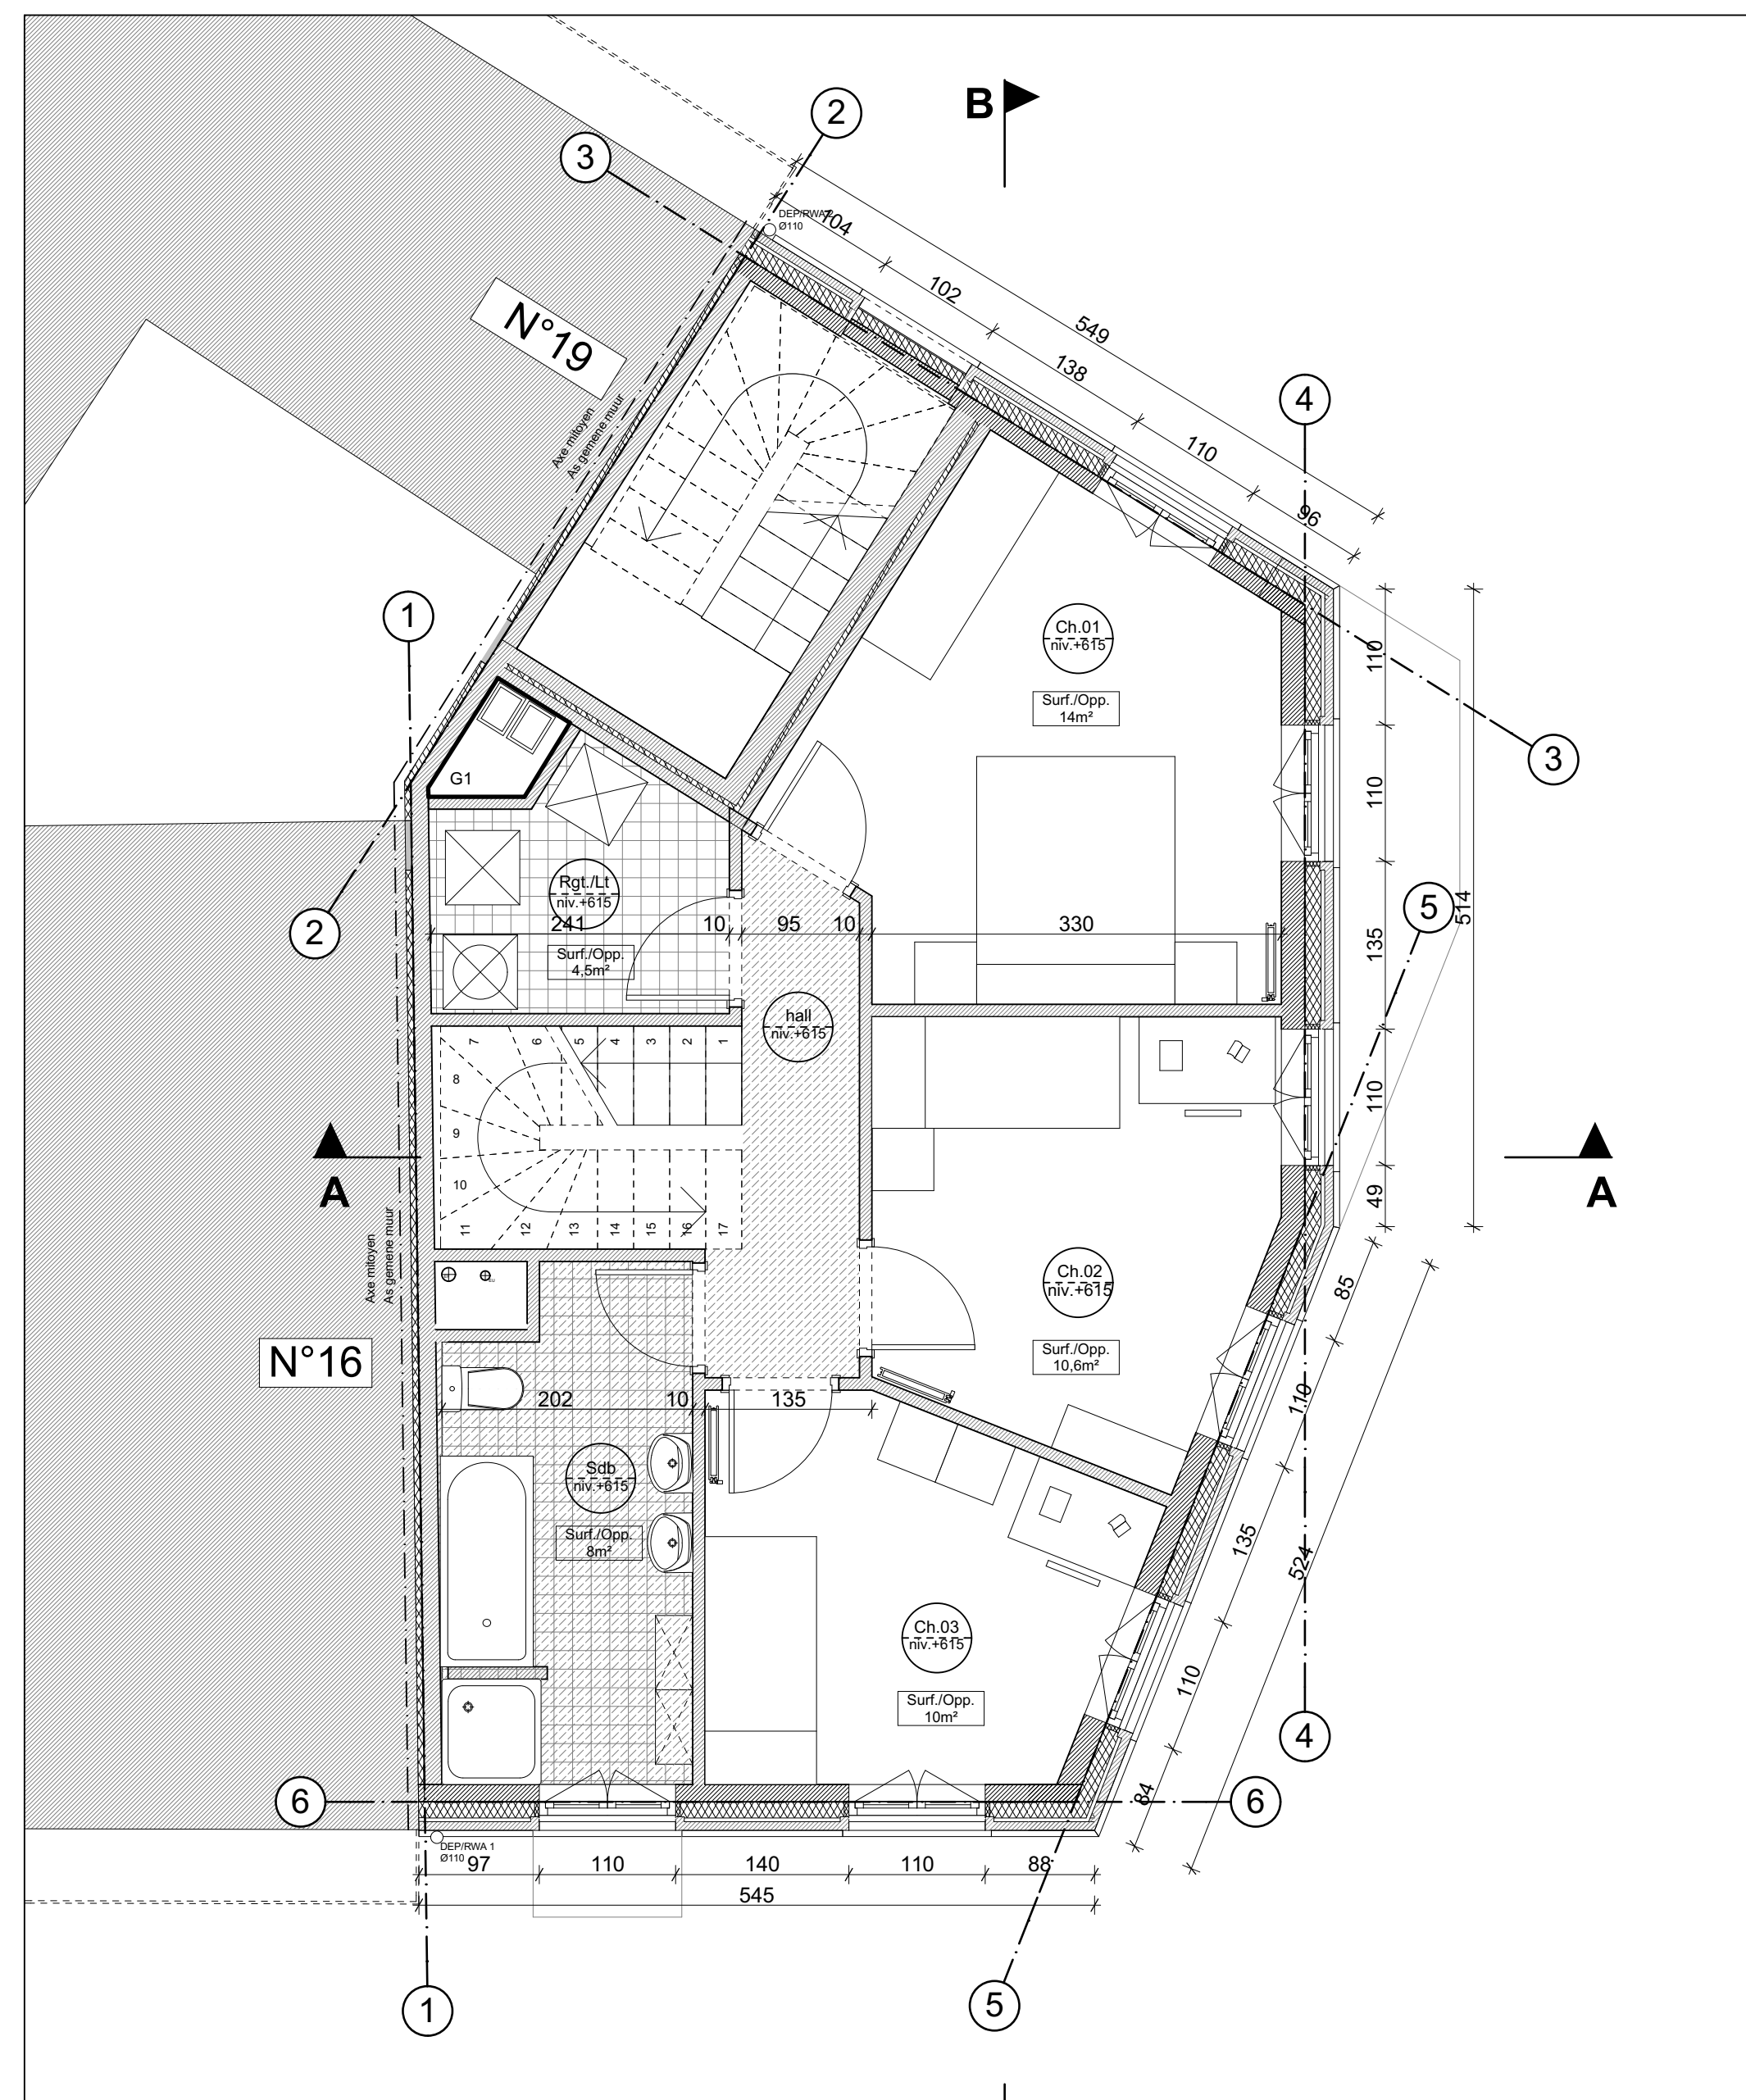 B
2
3
DEP/RWA 2
Ø110
104
102
549
138
110
96
N°19
Axe mitoyen
As gemene muur
4
1
Ch.01
niv.+615
Surf./Opp.
14m²
110
3
G1
110
Rgt./Lt
niv.+615
2
5
514
241
10
95
10
330
135
Surf./Opp.
4,5m²
hall
niv.+615
7
6
5
4
3
2
1
8
9
10
11
12
13
14
15
16
17
110
A
A
49
Axe mitoyen
As gemene muur
Ch.02
niv.+615
85
N°16
Surf./Opp.
10,6m²
202
10
135
110
Sdb
niv.+615
Surf./Opp.
8m²
135
524
Ch.03
niv.+615
110
Surf./Opp.
10m²
4
84
6
6
DEP/RWA 1
Ø110
97
110
140
110
88
545
1
5